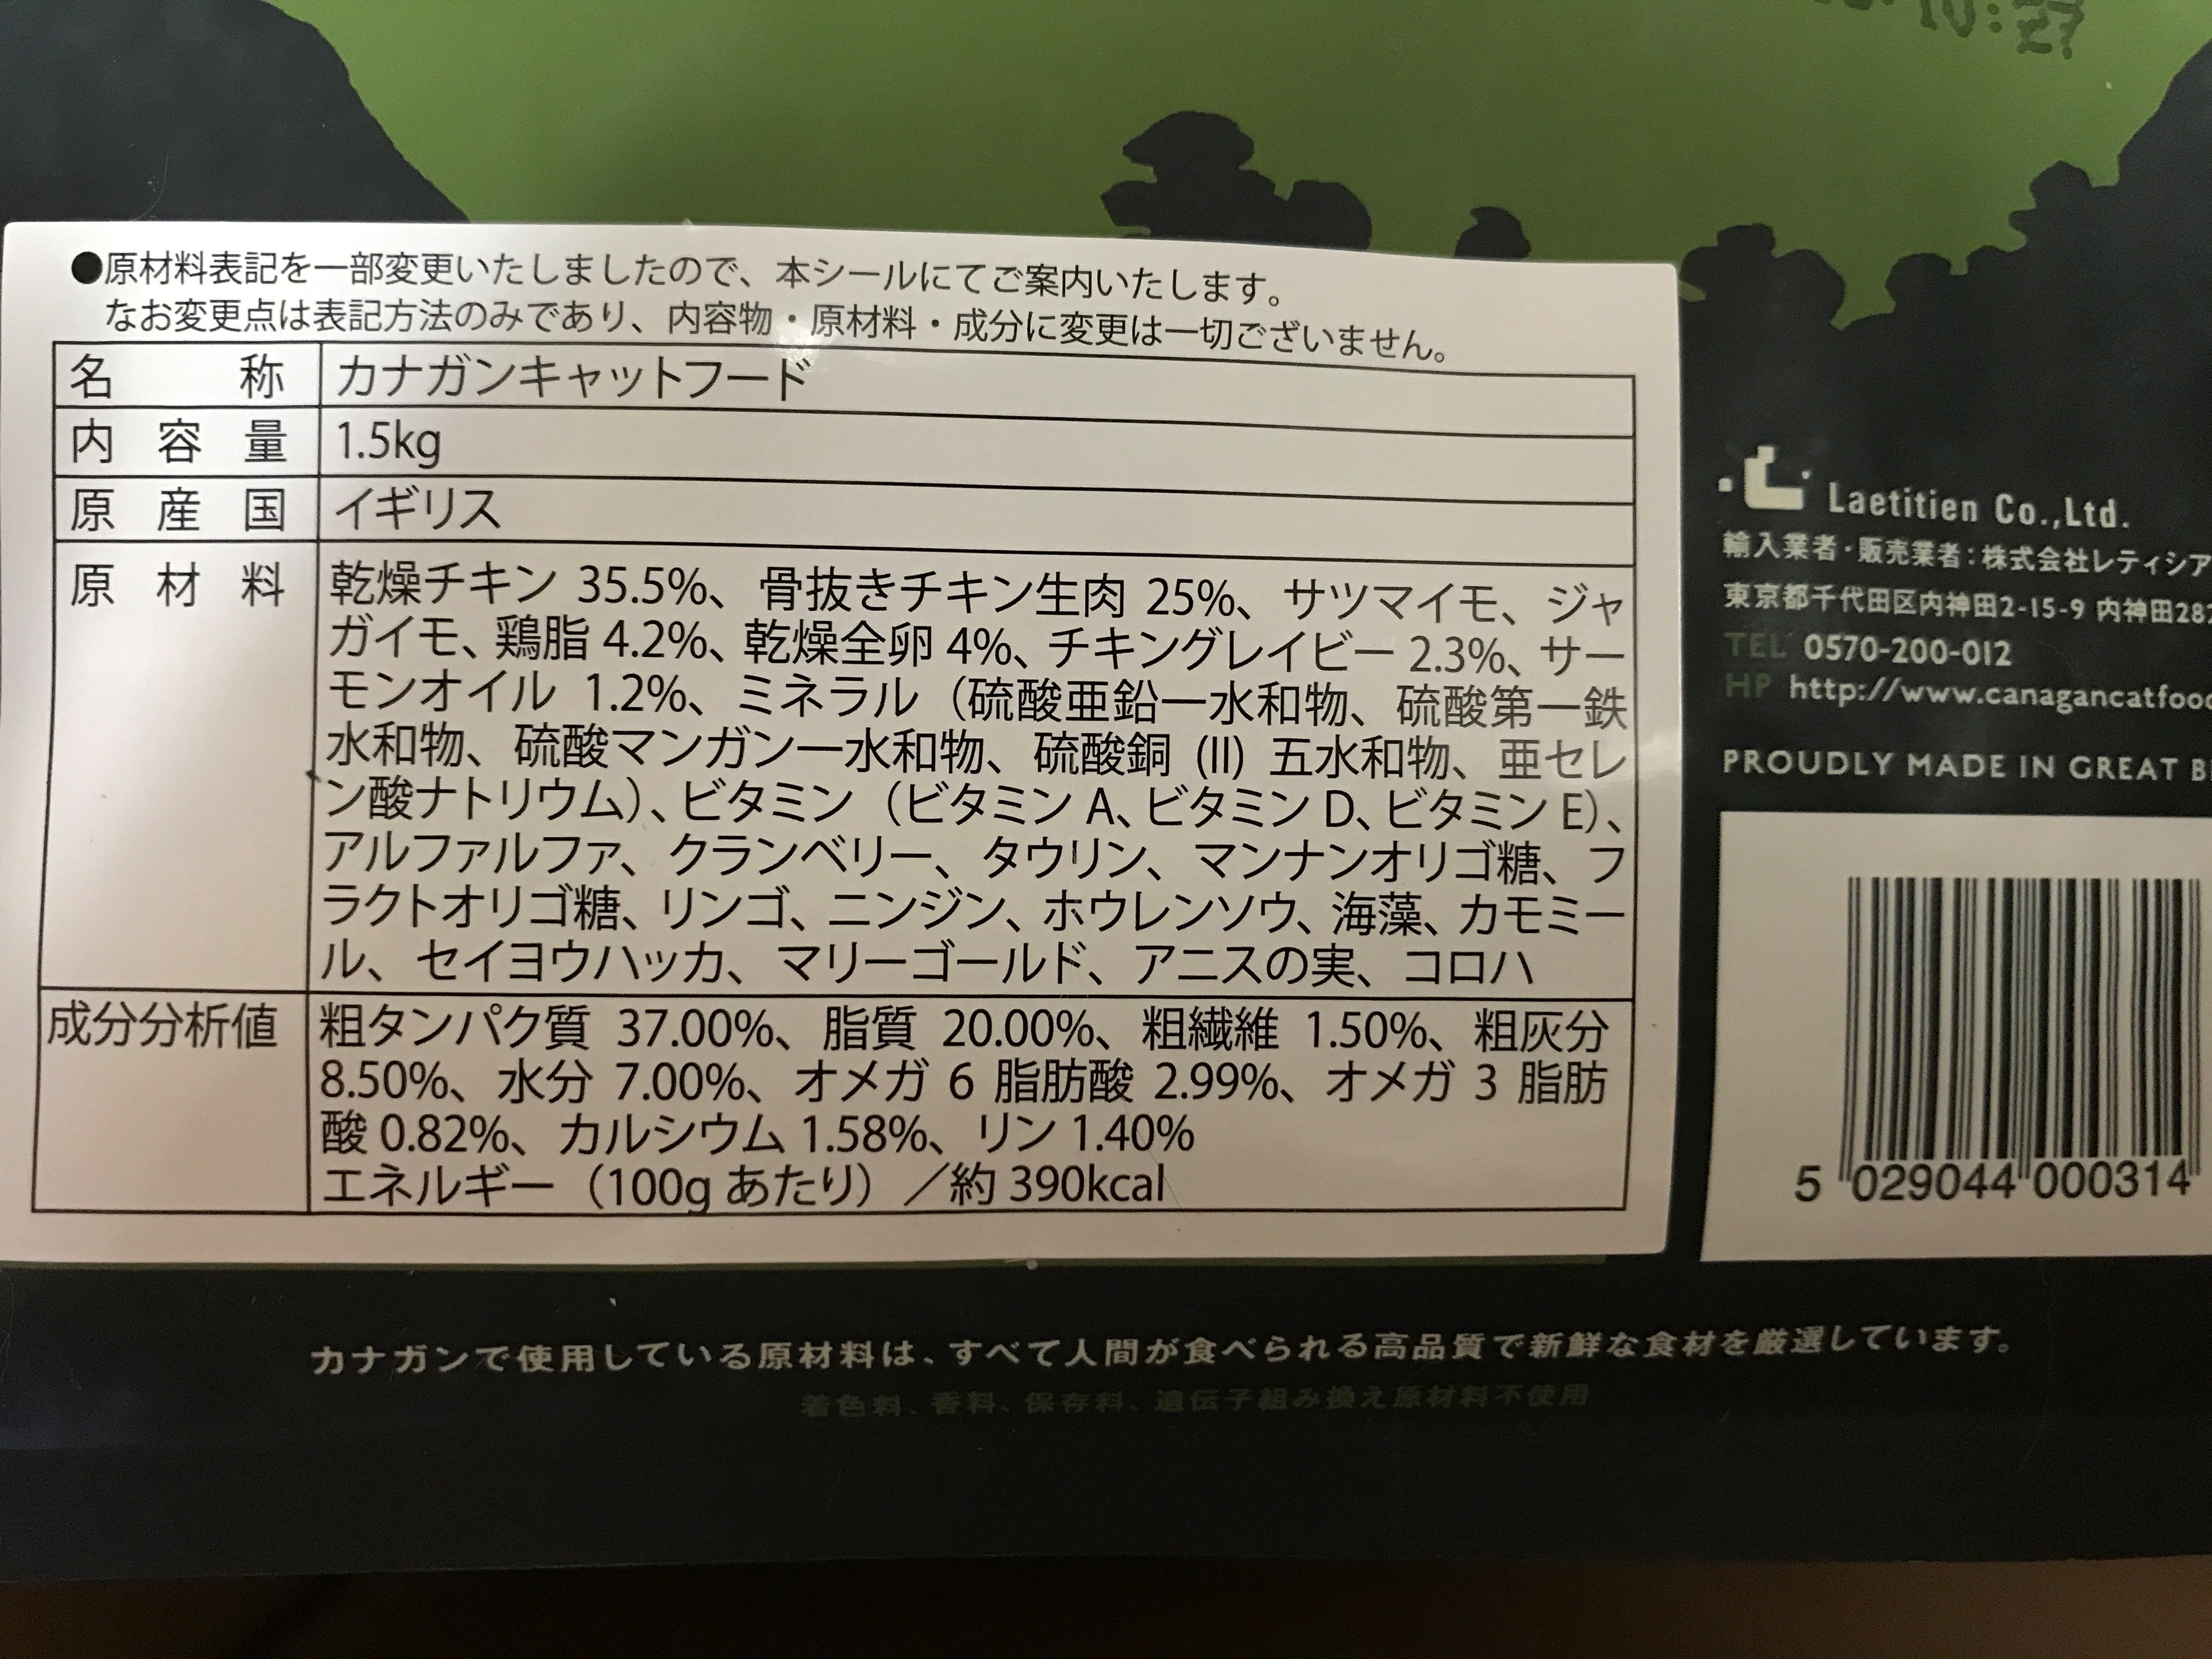 10:27
●原材料表記を一部変更いたしましたので、本シールにてご案内いたします。
なお変更点は表記方法のみであり、内容物・原材料・成分に変更は一切ございません。
名称 カナガンキャットフード
内容量 1.5kg
原産国 イギリス
原材料 乾燥チキン 35.5%、骨抜きチキン生肉 25%、サツマイモ、ジャ
ガイモ、鶏脂 4.2%、乾燥全卵 4%、チキングレイビー 2.3%、サー
モンオイル 1.2%、ミネラル（硫酸亜鉛一水和物、硫酸第一鉄
水和物、硫酸マンガン一水和物、硫酸銅 (II) 五水和物、亜セレ
ン酸ナトリウム）、ビタミン（ビタミン A、ビタミン D、ビタミン E）、
アルファルファ、クランベリー、タウリン、マンナンオリゴ糖、フ
ラクトオリゴ糖、リンゴ、ニンジン、ホウレンソウ、海藻、カモミー
ル、セイヨウハッカ、マリーゴールド、アニスの実、コロハ
成分分析値 粗タンパク質 37.00%、脂質 20.00%、粗繊維 1.50%、粗灰分
8.50%、水分 7.00%、オメガ 6 脂肪酸 2.99%、オメガ 3 脂肪
酸 0.82%、カルシウム 1.58%、リン 1.40%
エネルギー（100g あたり）／約 390kcal
Laetitien Co.,Ltd.
輸入業者・販売業者：株式会社レティシア
東京都千代田区内神田2-15-9 内神田28
TEL 0570-200-012
HP http://www.canagancatfoo
PROUDLY MADE IN GREAT B
5 029044 000314
カナガンで使用している原材料は、すべて人間が食べられる高品質で新鮮な食材を厳選しています。
着色料、香料、保存料、遺伝子組み換え原材料不使用